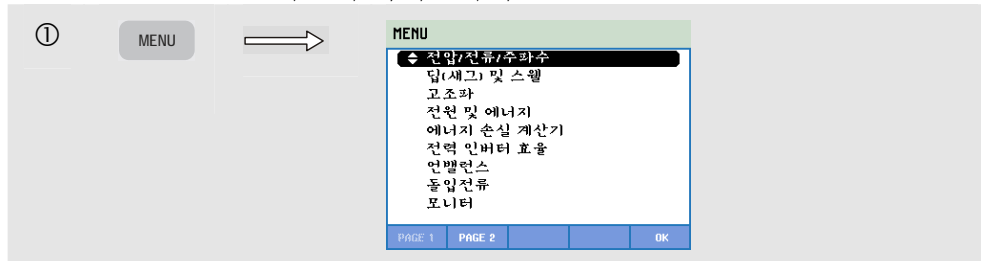 ①
MENU
MENU
전압/전류/주파수
딥(새그) 및 스웰
고조파
전원 및 에너지
에너지 손실 계산기
전력 인버터 효율
언밸런스
돌입전류
모니터
PAGE 1 PAGE 2 OK